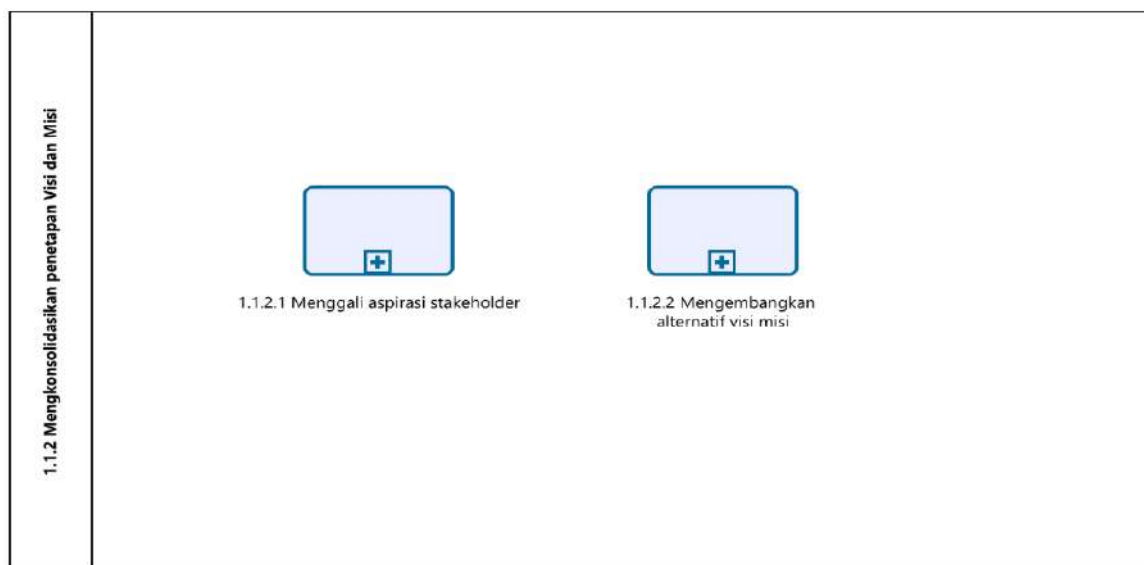 1.1.2 Mengkonsolidasikan penetapan Visi dan Misi
1.1.2.1 Menggali aspirasi stakeholder
1.1.2.2 Mengembangkan
alternatif visi misi